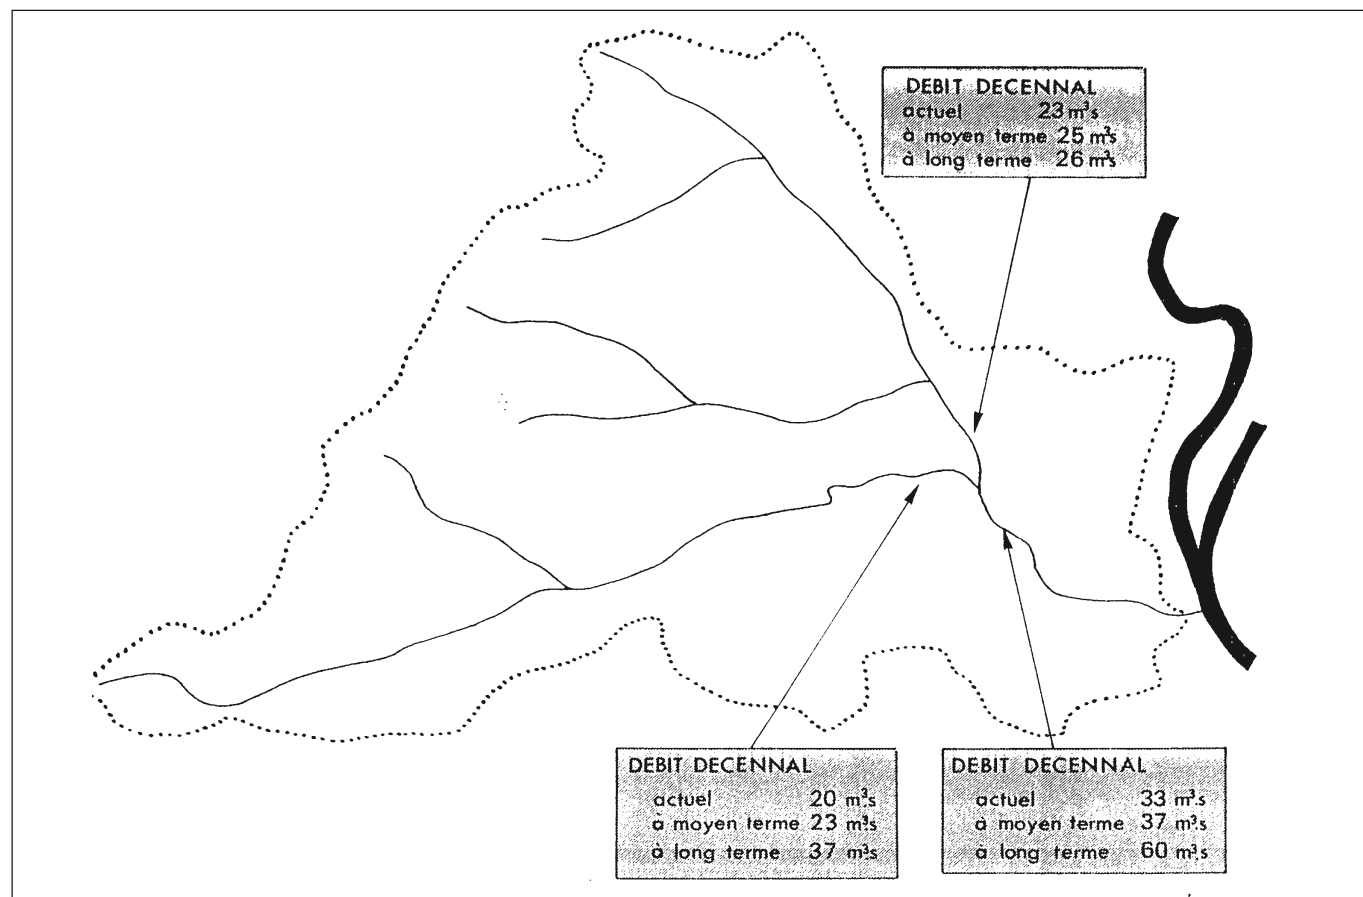 DEBIT DECENNAL
actuel 23 m³s
à moyen terme 25 m³s
à long terme 26 m³s
DEBIT DECENNAL
actuel 20 m³s
à moyen terme 23 m³s
à long terme 37 m³s
DEBIT DECENNAL
actuel 33 m³s
à moyen terme 37 m³s
à long terme 60 m³s